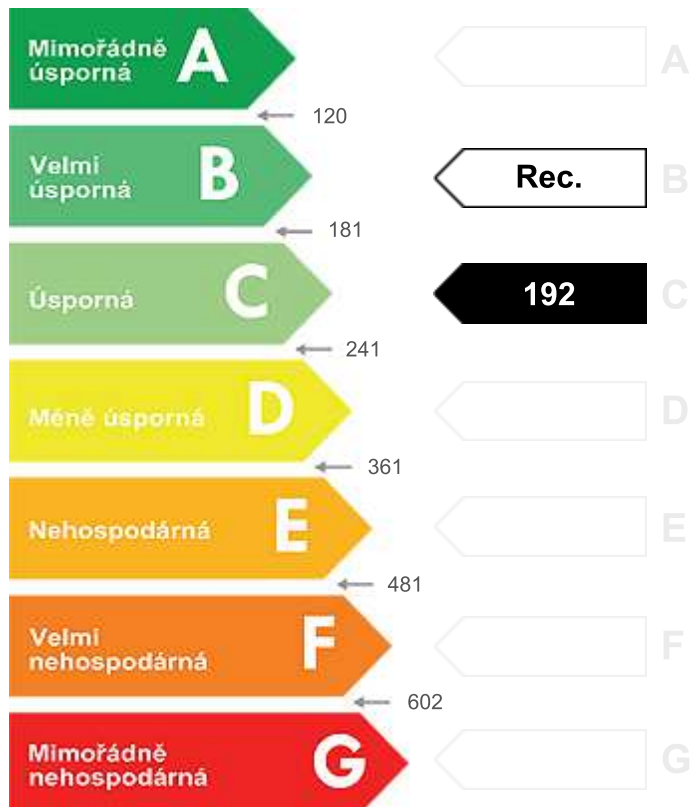 Mimořádně
úsporná
A
A
120
Velmi
úsporná
B
Rec.
B
181
Úsporná
C
192
C
241
Méně úsporná
D
D
361
Nehospodárná
E
E
481
Velmi
nehospodárná
F
F
602
Mimořádně
nehospodárná
G
G